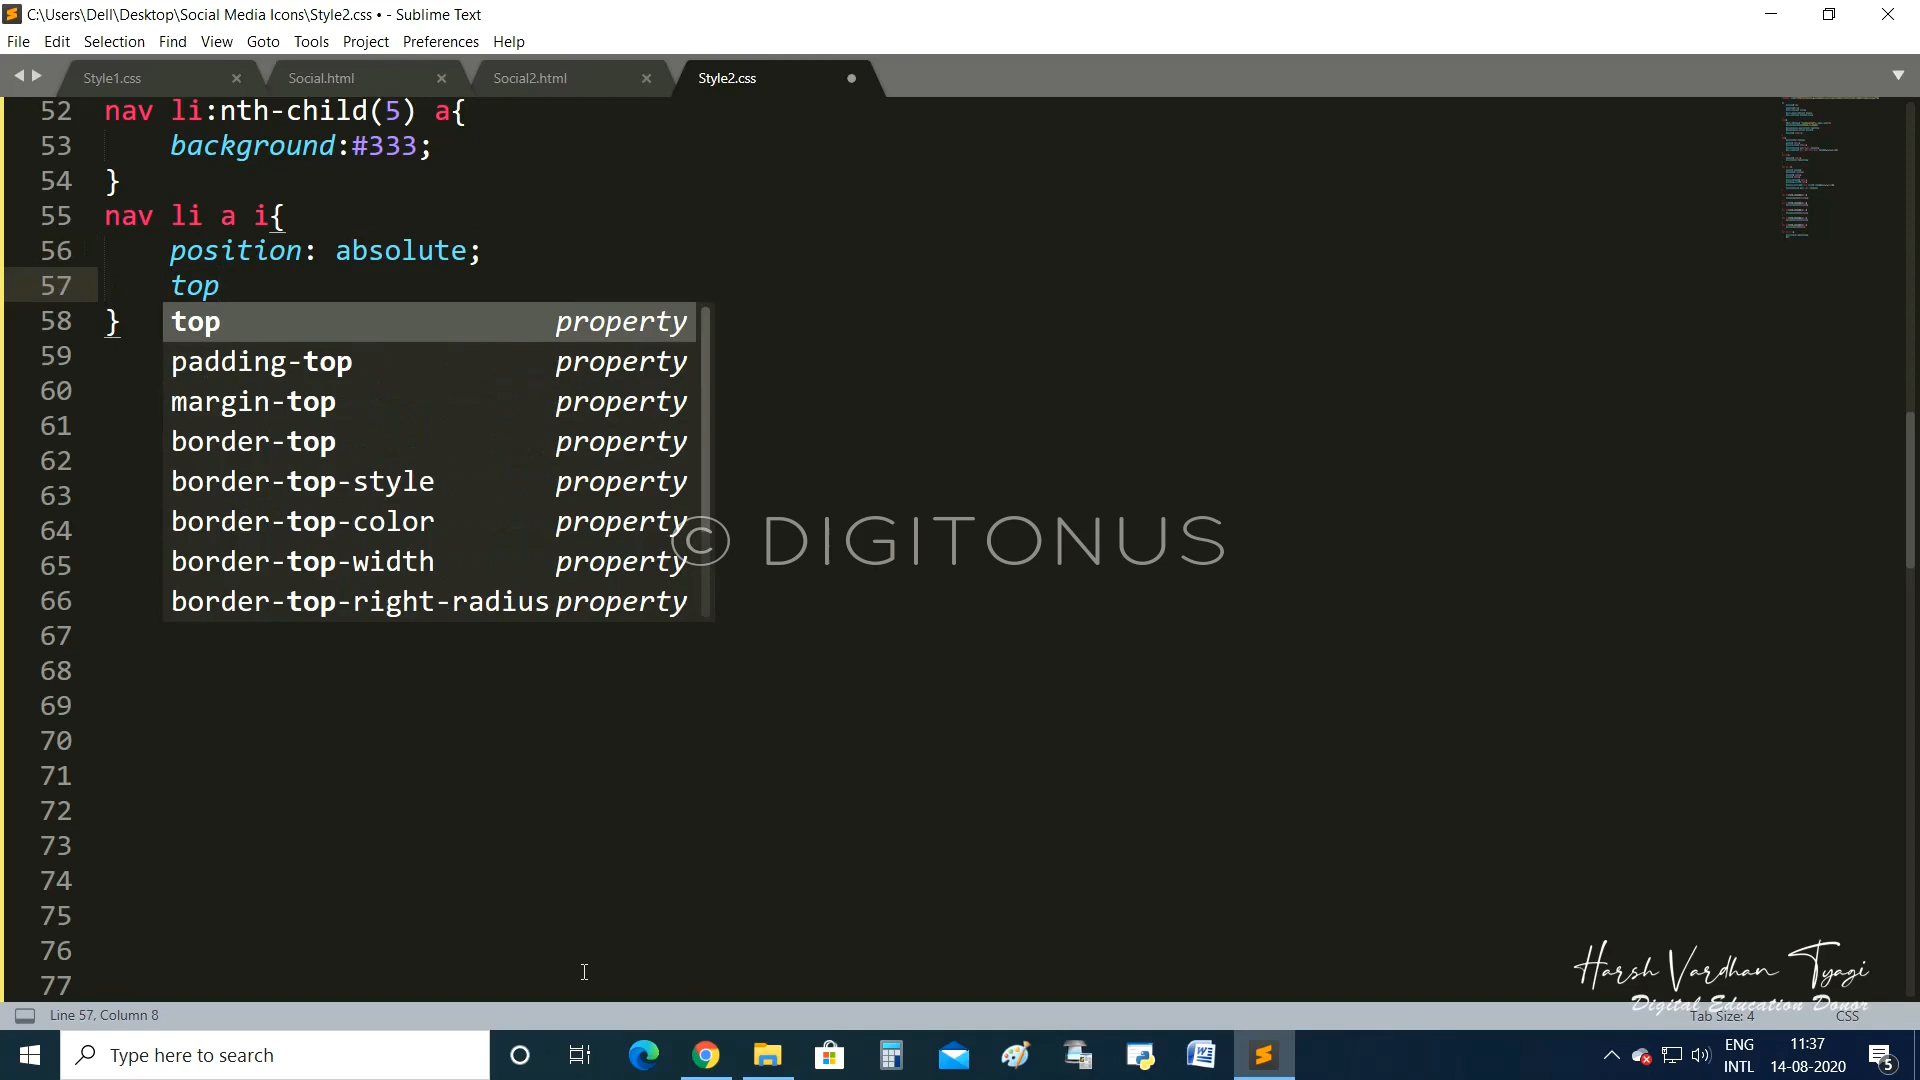 C:\Users\Dell\Desktop\Social Media Icons\Style2.css • - Sublime Text
File Edit Selection Find View Goto Tools Project Preferences Help
Style1.css Social.html Social2.html Style2.css
52 nav li:nth-child(5) a{
53 background:#333;
54 }
55 nav li a i{
56 position: absolute;
57 top
58 }
top property
59
padding-top property
60
margin-top property
61
border-top property
62
border-top-style property
63
border-top-color property
64
© DIGITONUS
65
border-top-width property
66
border-top-right-radius property
67
68
69
70
71
72
73
74
75
76
77
Harsh Vardhan Tyagi
Digital Education Donor
Line 57, Column 8 Tab Size: 4 CSS
Type here to search
ENG
INTL
11:37
14-08-2020
5